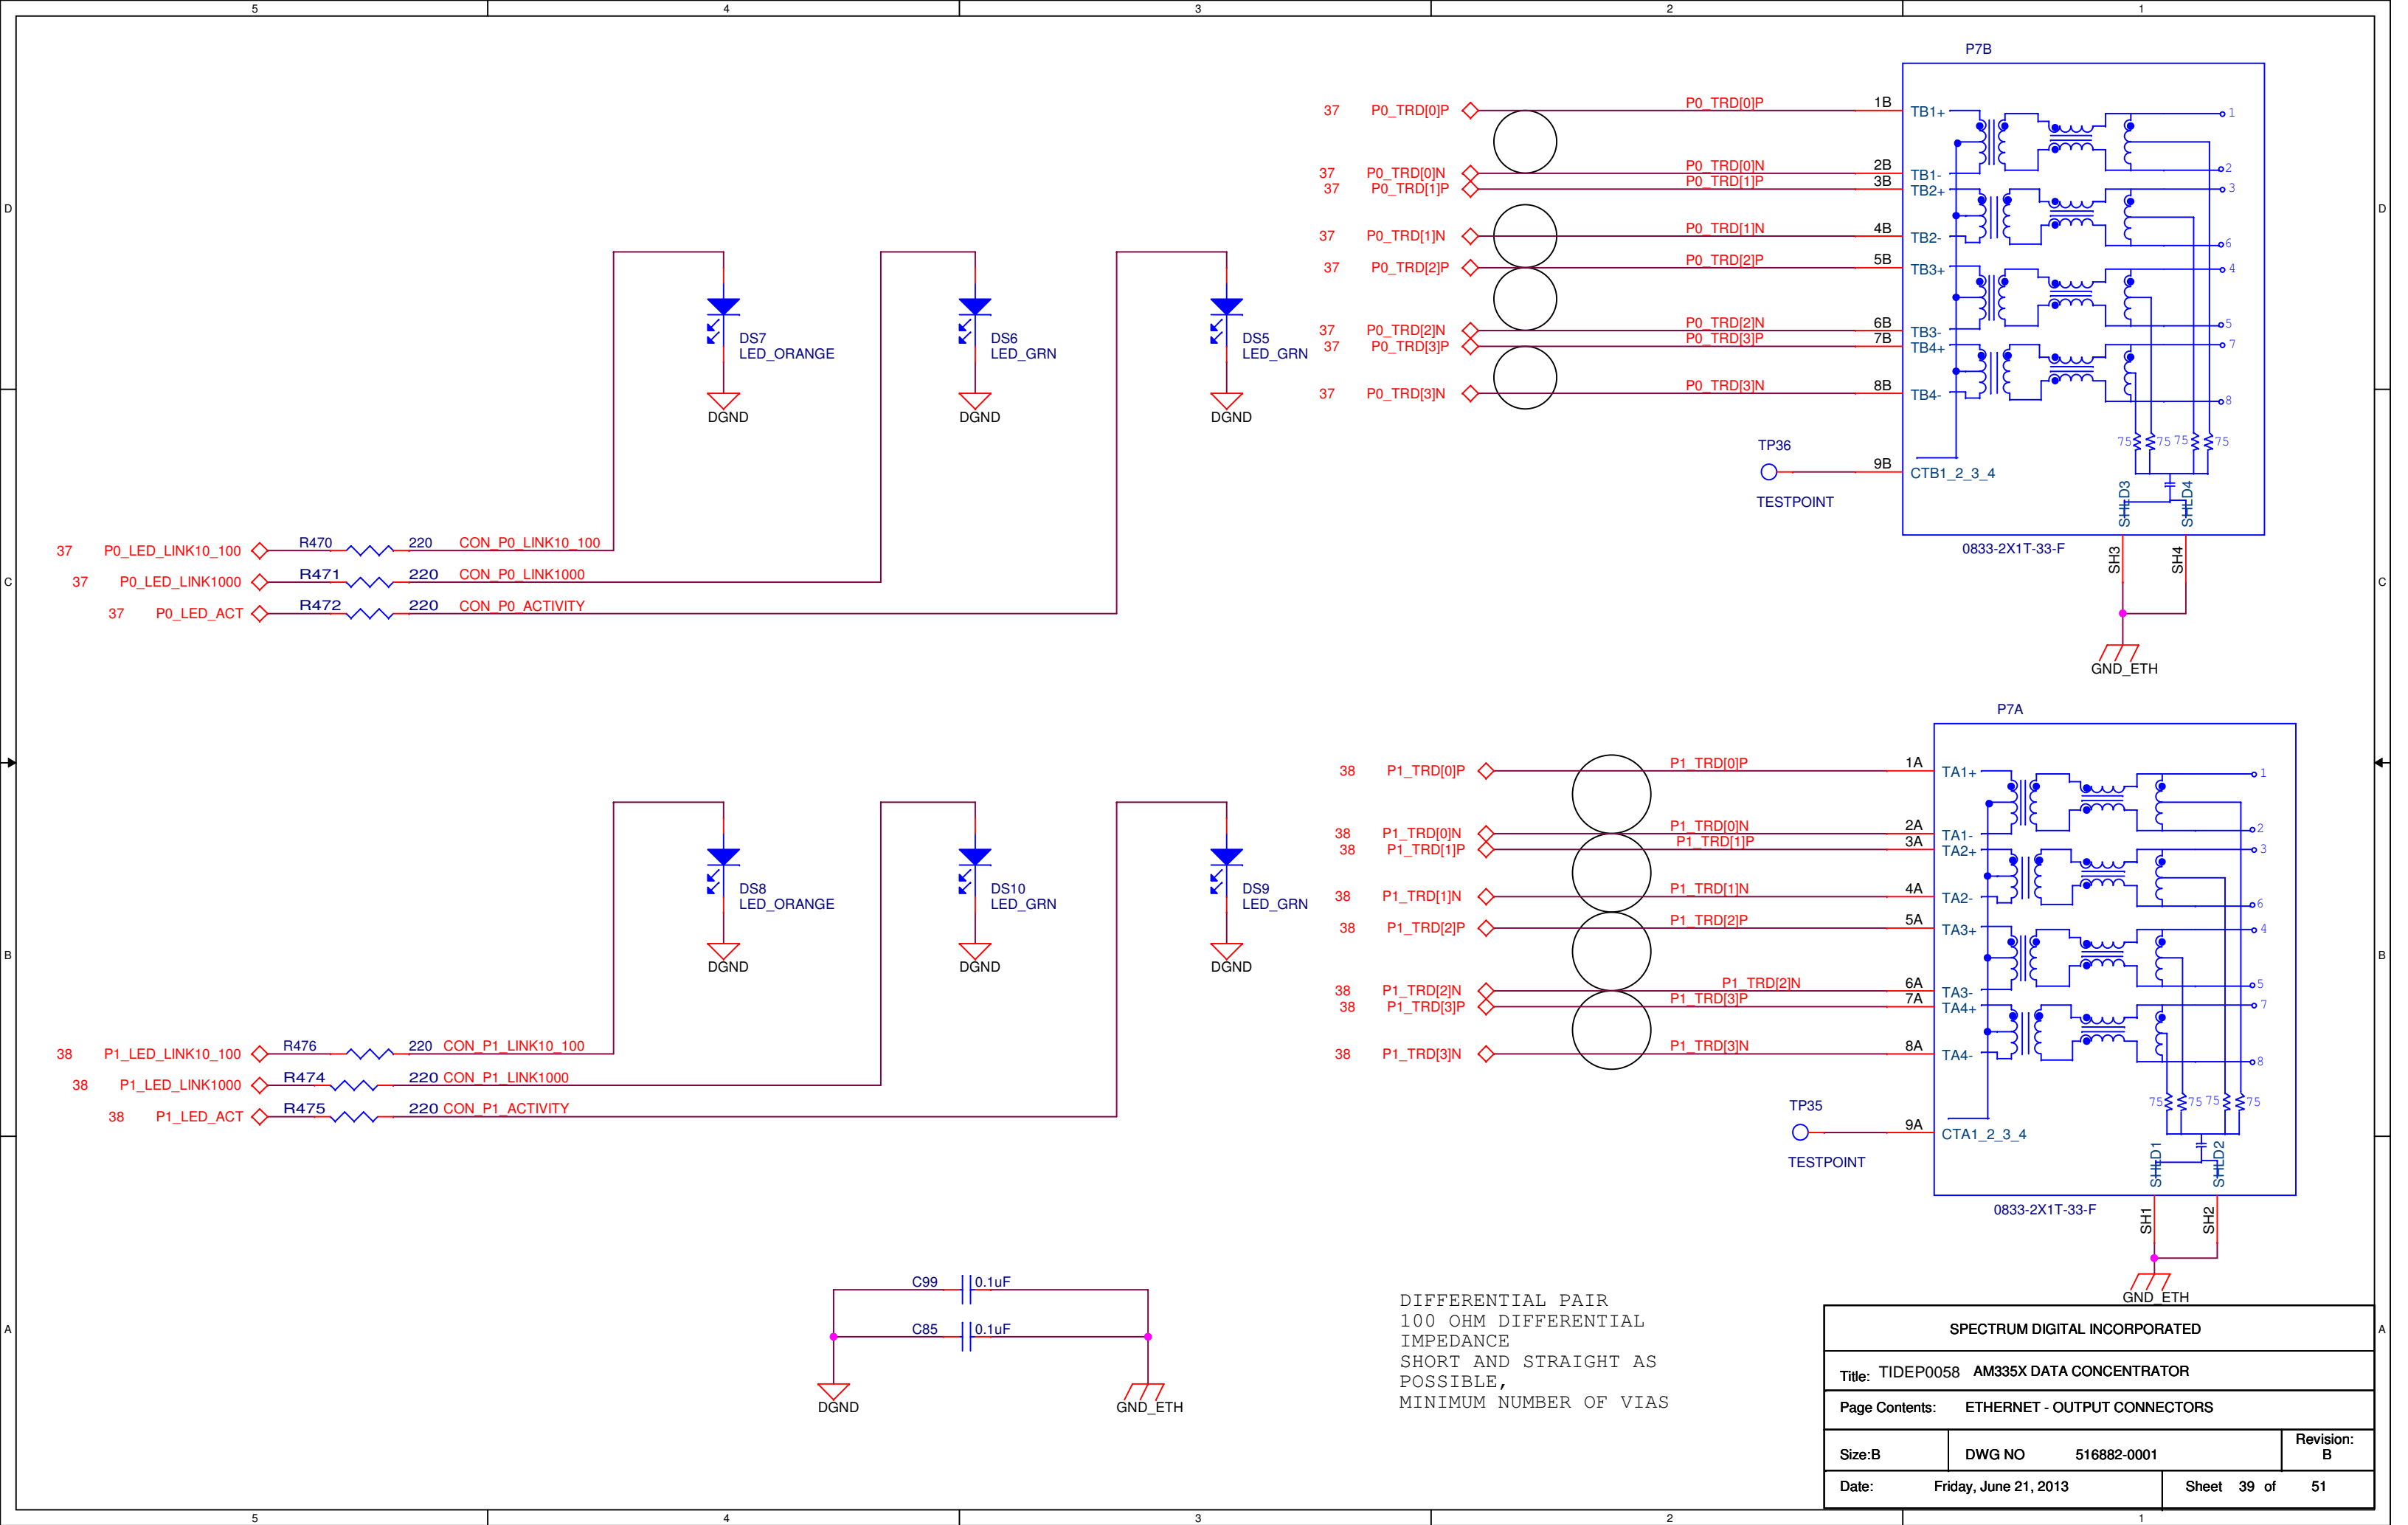 5 4 3 2 1
D
C
B
A
D
C
B
A
P7B
37 P0_TRD[0]P P0_TRD[0]P 1B TB1+ 1
37 P0_TRD[0]N P0_TRD[0]N 2B TB1- 2
37 P0_TRD[1]P P0_TRD[1]P 3B TB2+ 3
37 P0_TRD[1]N P0_TRD[1]N 4B TB2- 6
37 P0_TRD[2]P P0_TRD[2]P 5B TB3+ 4
37 P0_TRD[2]N P0_TRD[2]N 6B TB3- 5
37 P0_TRD[3]P P0_TRD[3]P 7B TB4+ 7
37 P0_TRD[3]N P0_TRD[3]N 8B TB4- 8
75 75 75 75
TP36
9B CTB1_2_3_4
TESTPOINT
SHLD3 SHLD4
0833-2X1T-33-F
SH3 SH4
GND_ETH
DS7
LED_ORANGE
DGND
DS6
LED_GRN
DGND
DS5
LED_GRN
DGND
37 P0_LED_LINK10_100 R470 220 CON_P0_LINK10_100
37 P0_LED_LINK1000 R471 220 CON_P0_LINK1000
37 P0_LED_ACT R472 220 CON_P0_ACTIVITY
P7A
38 P1_TRD[0]P P1_TRD[0]P 1A TA1+ 1
38 P1_TRD[0]N P1_TRD[0]N 2A TA1- 2
38 P1_TRD[1]P P1_TRD[1]P 3A TA2+ 3
38 P1_TRD[1]N P1_TRD[1]N 4A TA2- 6
38 P1_TRD[2]P P1_TRD[2]P 5A TA3+ 4
38 P1_TRD[2]N P1_TRD[2]N 6A TA3- 5
38 P1_TRD[3]P P1_TRD[3]P 7A TA4+ 7
38 P1_TRD[3]N P1_TRD[3]N 8A TA4- 8
75 75 75 75
TP35
9A CTA1_2_3_4
TESTPOINT
SHLD1 SHLD2
0833-2X1T-33-F
SH1 SH2
GND_ETH
DS8
LED_ORANGE
DGND
DS10
LED_GRN
DGND
DS9
LED_GRN
DGND
38 P1_LED_LINK10_100 R476 220 CON_P1_LINK10_100
38 P1_LED_LINK1000 R474 220 CON_P1_LINK1000
38 P1_LED_ACT R475 220 CON_P1_ACTIVITY
C99 0.1uF
C85 0.1uF
DGND GND_ETH
DIFFERENTIAL PAIR
100 OHM DIFFERENTIAL
IMPEDANCE
SHORT AND STRAIGHT AS
POSSIBLE,
MINIMUM NUMBER OF VIAS
SPECTRUM DIGITAL INCORPORATED
Title: TIDEP0058 AM335X DATA CONCENTRATOR
Page Contents: ETHERNET - OUTPUT CONNECTORS
Size:B DWG NO 516882-0001 Revision:
B
Date: Friday, June 21, 2013 Sheet 39 of 51
5 4 3 2 1